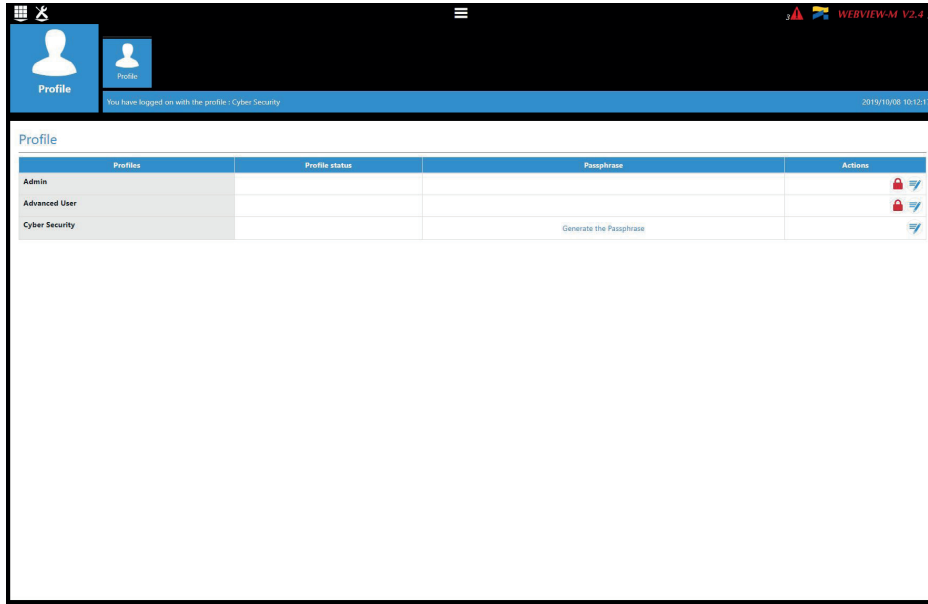 3 WEBVIEW-M V2.4
Profile
Profile
You have logged on with the profile : Cyber Security 2019/10/08 10:12:1
Profile
Profiles Profile status Passphrase Actions
Admin
Advanced User
Cyber Security Generate the Passphrase